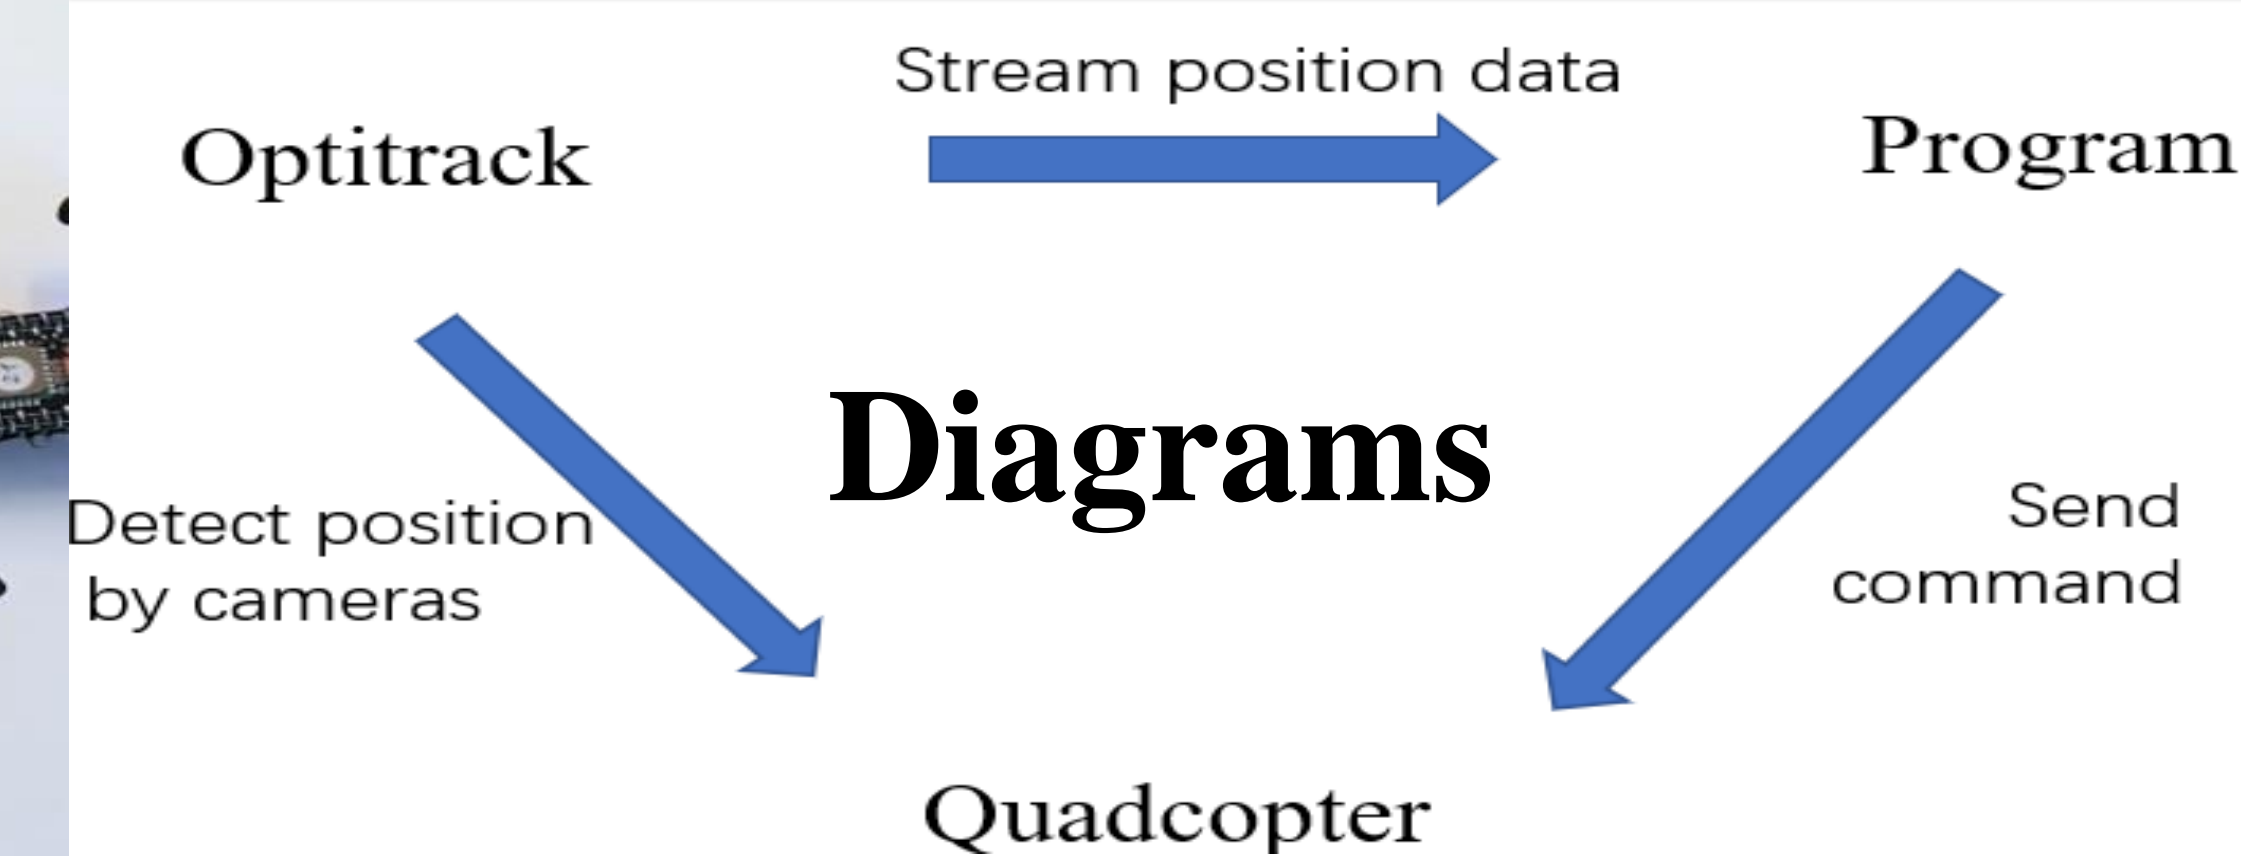 Stream position data
Optitrack
Program
Diagrams
Detect position
by cameras
Send
command
Quadcopter